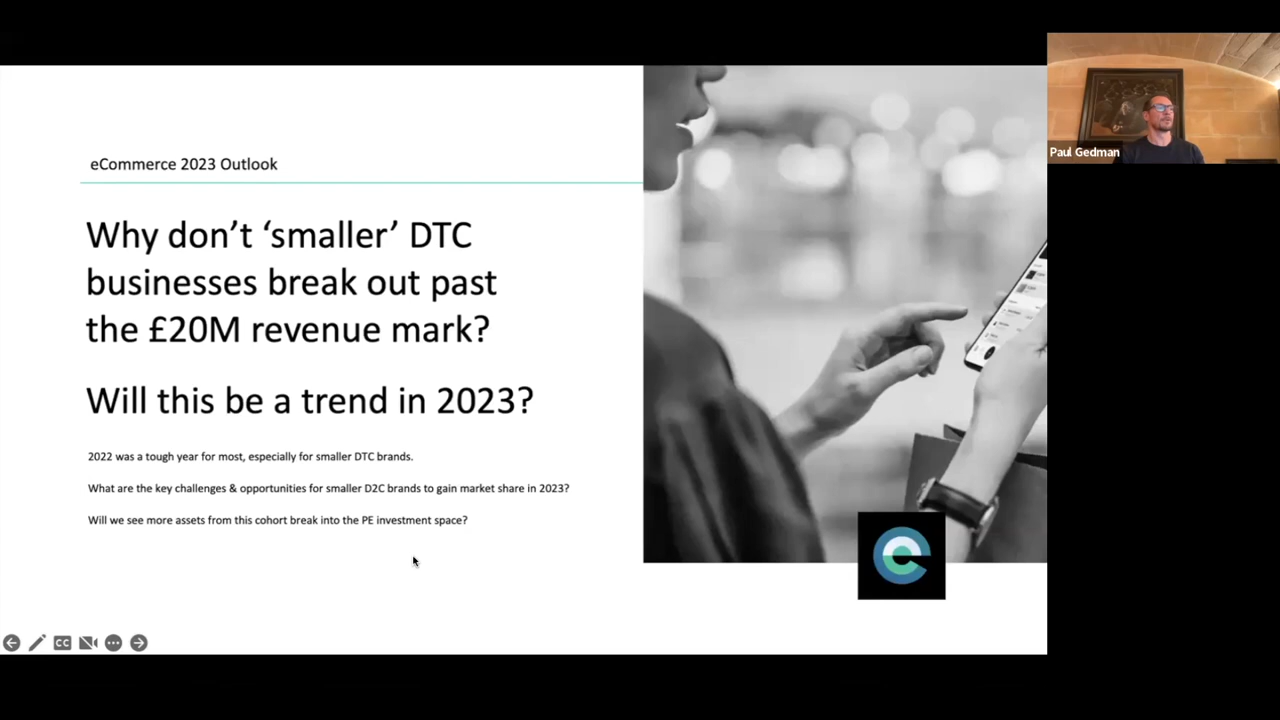 eCommerce 2023 Outlook
Why don’t ‘smaller’ DTC
businesses break out past
the £20M revenue mark?
Will this be a trend in 2023?
2022 was a tough year for most, especially for smaller DTC brands.
What are the key challenges & opportunities for smaller D2C brands to gain market share in 2023?
Will we see more assets from this cohort break into the PE investment space?
Paul Gedman
CC